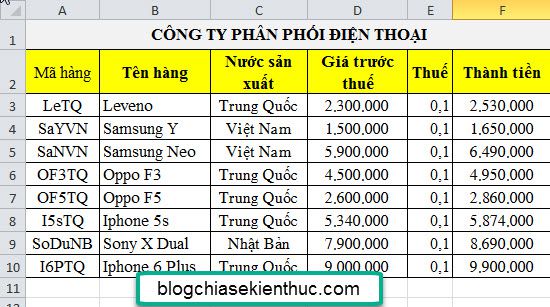 A B C D E F
1 CÔNG TY PHÂN PHỐI ĐIỆN THOẠI
2 Mã hàng Tên hàng Nước sản xuất Giá trước thuế Thuế Thành tiền
3 LeTQ Leveno Trung Quốc 2,300,000 0,1 2,530,000
4 SaYVN Samsung Y Việt Nam 1,500,000 0,1 1,650,000
5 SaNVN Samsung Neo Việt Nam 5,900,000 0,1 6,490,000
6 OF3TQ Oppo F3 Trung Quốc 4,500,000 0,1 4,950,000
7 OF5TQ Oppo F5 Trung Quốc 2,600,000 0,1 2,860,000
8 I5sTQ Iphone 5s Trung Quốc 5,340,000 0,1 5,874,000
9 SoDuNB Sony X Dual Nhật Bản 7,900,000 0,1 8,690,000
10 I6PTQ Iphone 6 Plus Trung Quốc 9,000,000 0,1 9,900,000
11
12
blogchiasekienthuc.com